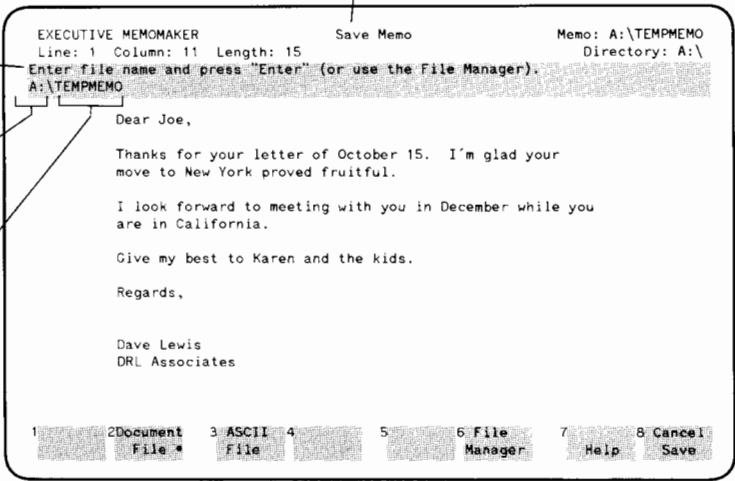 EXECUTIVE MEMOMAKER Save Memo Memo: A:\TEMPMEMO
Line: 1 Column: 11 Length: 15 Directory: A:\
Enter file name and press "Enter" (or use the File Manager).
A:\TEMPMEMO
Dear Joe,
Thanks for your letter of October 15. I'm glad your
move to New York proved fruitful.
I look forward to meeting with you in December while you
are in California.
Give my best to Karen and the kids.
Regards,
Dave Lewis
DRL Associates
1 2Document 3 ASCII 4 5 6 File 7 8 Cancel
File * File Manager Help Save